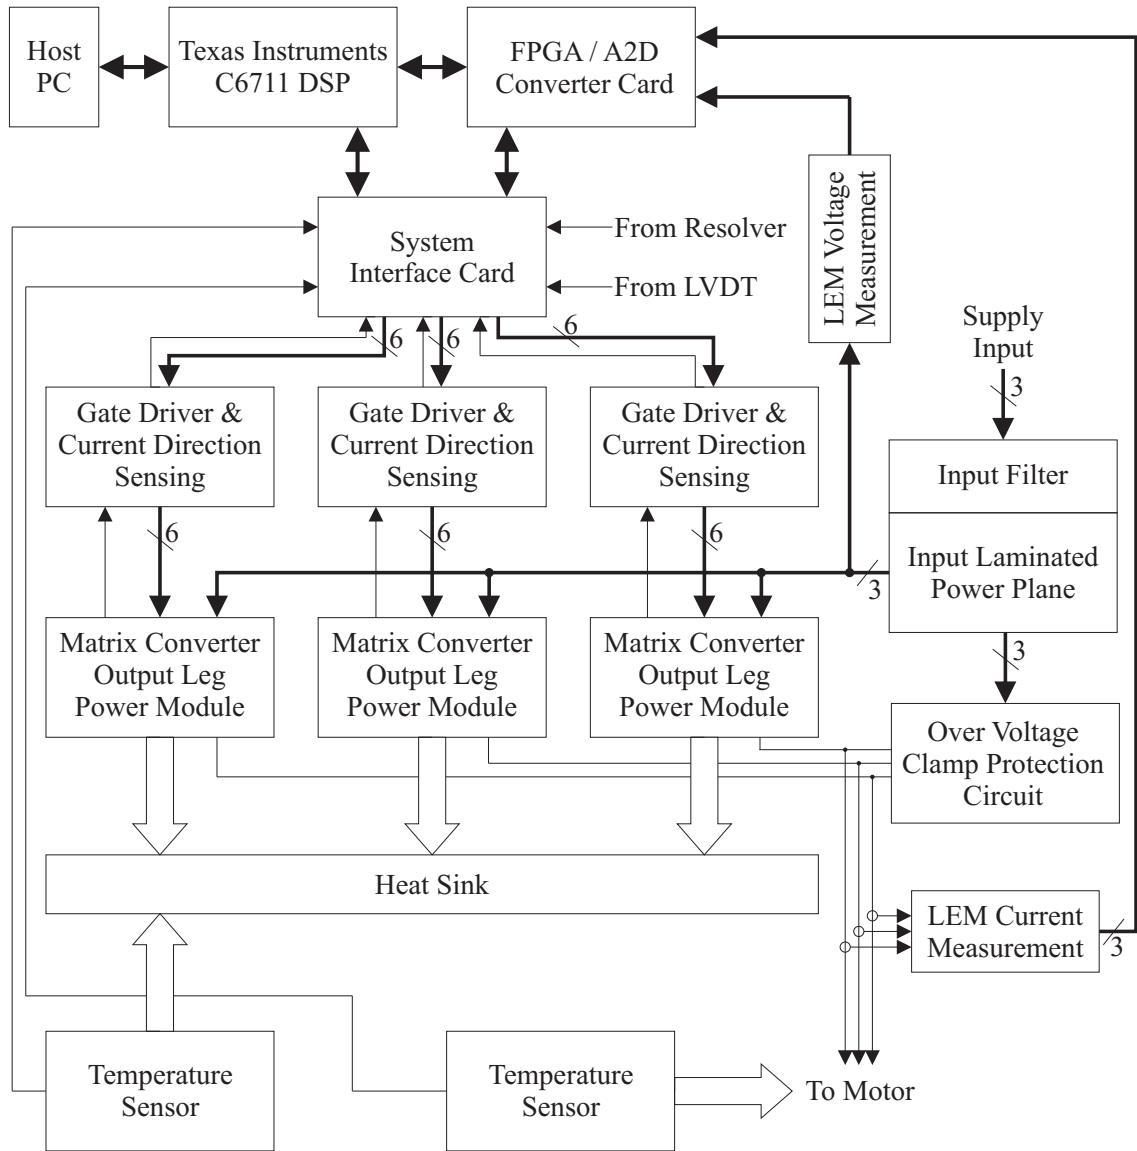 Host
PC
Texas Instruments
C6711 DSP
FPGA / A2D
Converter Card
LEM Voltage
Measurement
System
Interface Card
From Resolver
From LVDT
Supply
Input
3
6
6
6
Gate Driver &
Current Direction
Sensing
Gate Driver &
Current Direction
Sensing
Gate Driver &
Current Direction
Sensing
Input Filter
Input Laminated
Power Plane
6
6
6
3
3
Matrix Converter
Output Leg
Power Module
Matrix Converter
Output Leg
Power Module
Matrix Converter
Output Leg
Power Module
Over Voltage
Clamp Protection
Circuit
Heat Sink
LEM Current
Measurement
3
Temperature
Sensor
Temperature
Sensor
To Motor